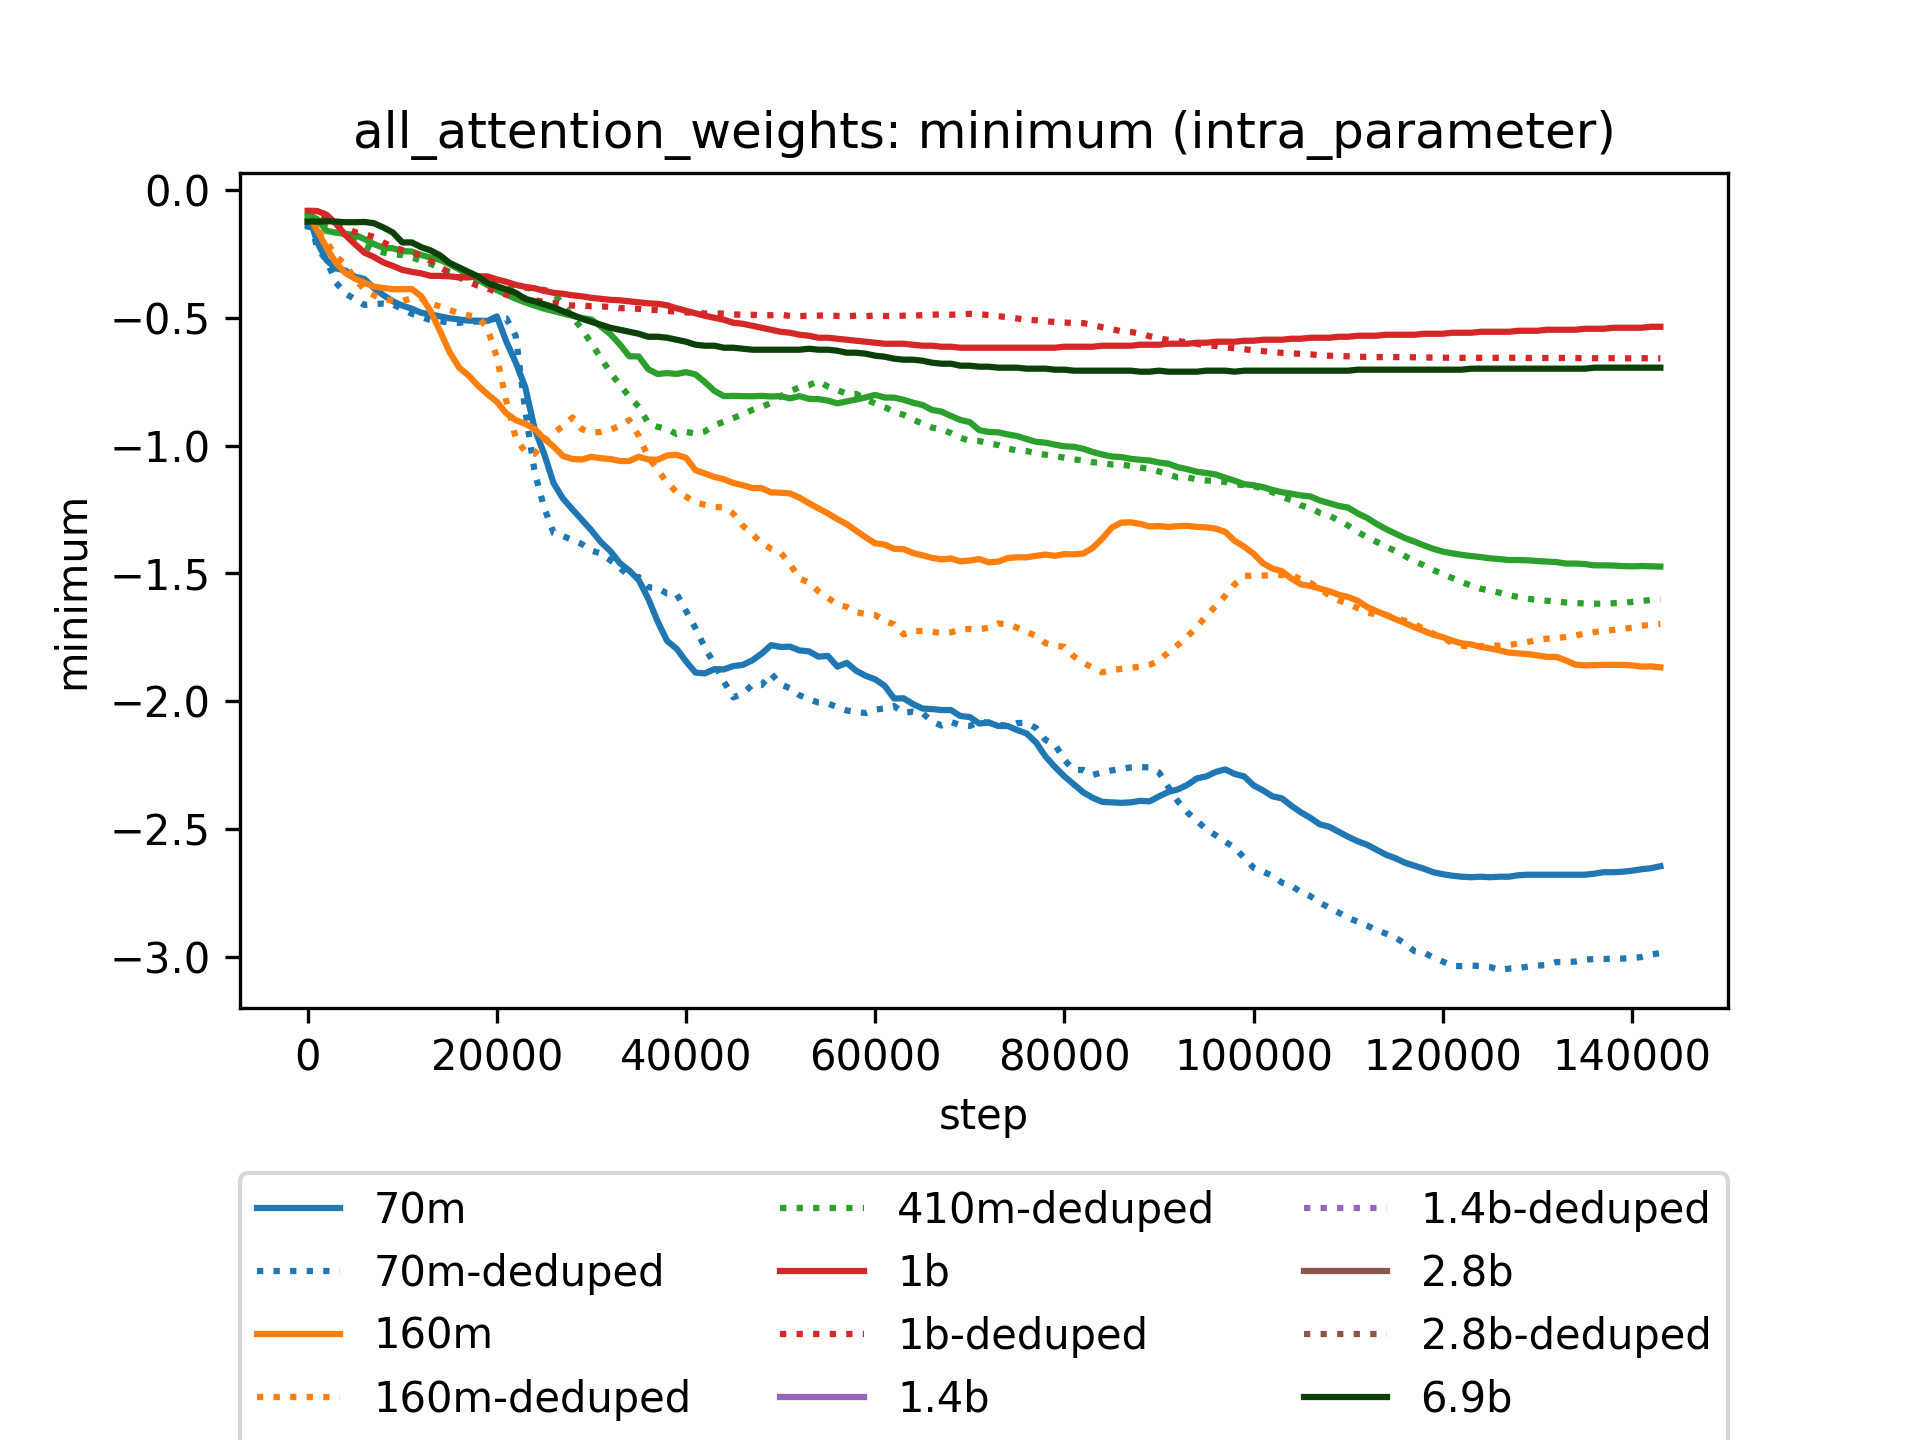 all_attention_weights: minimum (intra_parameter)
0.0
−0.5
−1.0
−1.5
−2.0
−2.5
−3.0
minimum
0 20000 40000 60000 80000 100000 120000 140000
step
70m 410m-deduped 1.4b-deduped
70m-deduped 1b 2.8b
160m 1b-deduped 2.8b-deduped
160m-deduped 1.4b 6.9b